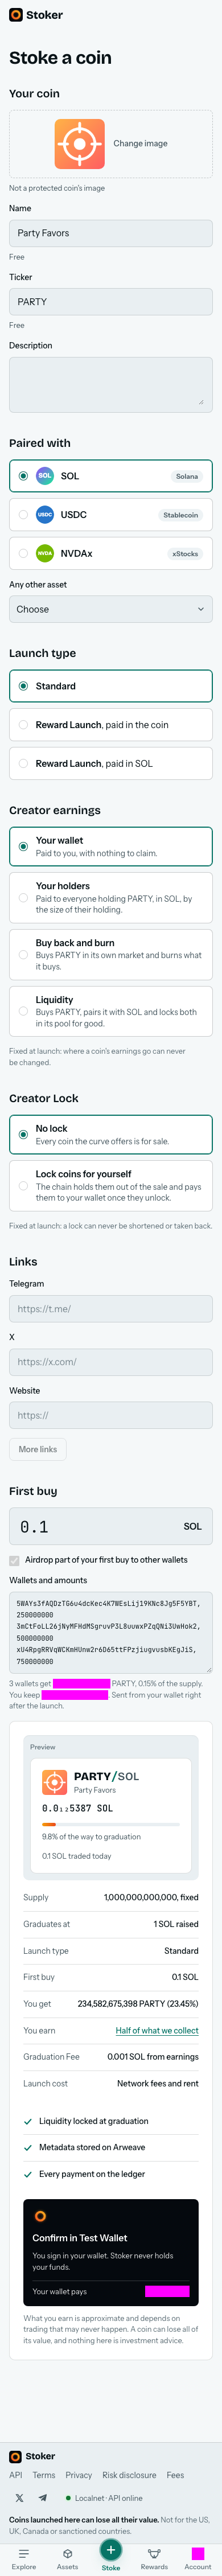 Stoker
Stoke a coin
Your coin
Change image
Not a protected coin's image
Name
Party Favors
Free
Ticker
PARTY
Free
Description
Paired with
SOL SOL Solana
USDC USDC Stablecoin
NVDA NVDAx xStocks
Any other asset
Choose
Launch type
Standard
Reward Launch, paid in the coin
Reward Launch, paid in SOL
Creator earnings
Your wallet
Paid to you, with nothing to claim.
Your holders
Paid to everyone holding PARTY, in SOL, by
the size of their holding.
Buy back and burn
Buys PARTY in its own market and burns what
it buys.
Liquidity
Buys PARTY, pairs it with SOL and locks both
in its pool for good.
Fixed at launch: where a coin's earnings go can never
be changed.
Creator Lock
No lock
Every coin the curve offers is for sale.
Lock coins for yourself
The chain holds them out of the sale and pays
them to your wallet once they unlock.
Fixed at launch: a lock can never be shortened or taken back.
Links
Telegram
https://t.me/
X
https://x.com/
Website
https://
More links
First buy
0.1 SOL
Airdrop part of your first buy to other wallets
Wallets and amounts
250000000
500000000
750000000
3 wallets get PARTY, 0.15% of the supply.
You keep . Sent from your wallet right
after the launch.
Preview
PARTY/SOL
Party Favors
0.0₁₂5387 SOL
9.8% of the way to graduation
0.1 SOL traded today
Supply 1,000,000,000,000, fixed
Graduates at 1 SOL raised
Launch type Standard
First buy 0.1 SOL
You get 234,582,675,398 PARTY (23.45%)
You earn Half of what we collect
Graduation Fee 0.001 SOL from earnings
Launch cost Network fees and rent
Liquidity locked at graduation
Metadata stored on Arweave
Every payment on the ledger
Confirm in Test Wallet
You sign in your wallet. Stoker never holds
your funds.
Your wallet pays
What you earn is approximate and depends on
trading that may never happen. A coin can lose all of
its value, and nothing here is investment advice.
Stoker
API Terms Privacy Risk disclosure Fees
Localnet · API online
Coins launched here can lose all their value. Not for the US,
UK, Canada or sanctioned countries.
Explore Assets Stoke Rewards Account